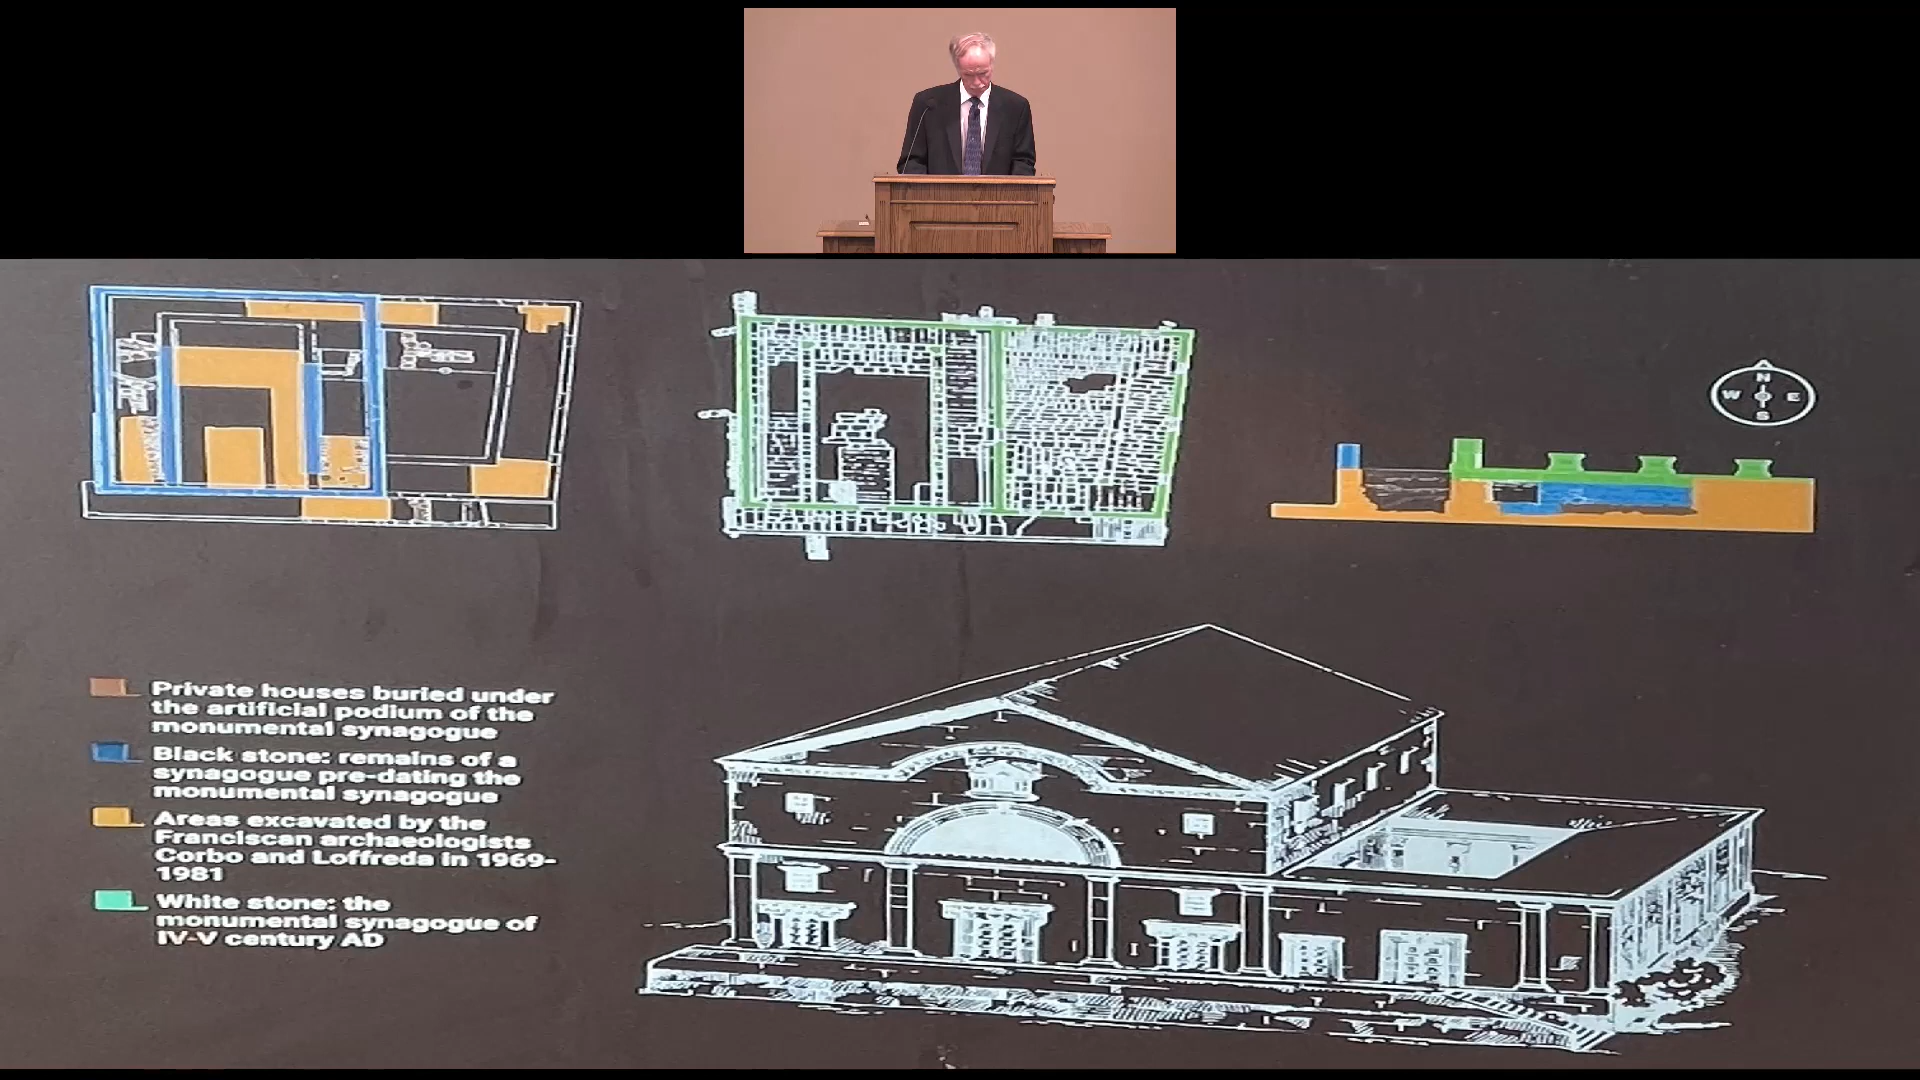 N
W E
S
Private houses buried under
the artificial podium of the
monumental synagogue
Black stone: remains of a
synagogue pre-dating the
monumental synagogue
Areas excavated by the
Franciscan archaeologists
Corbo and Loffreda in 1969-
1981
White stone: the
monumental synagogue of
IV-V century AD